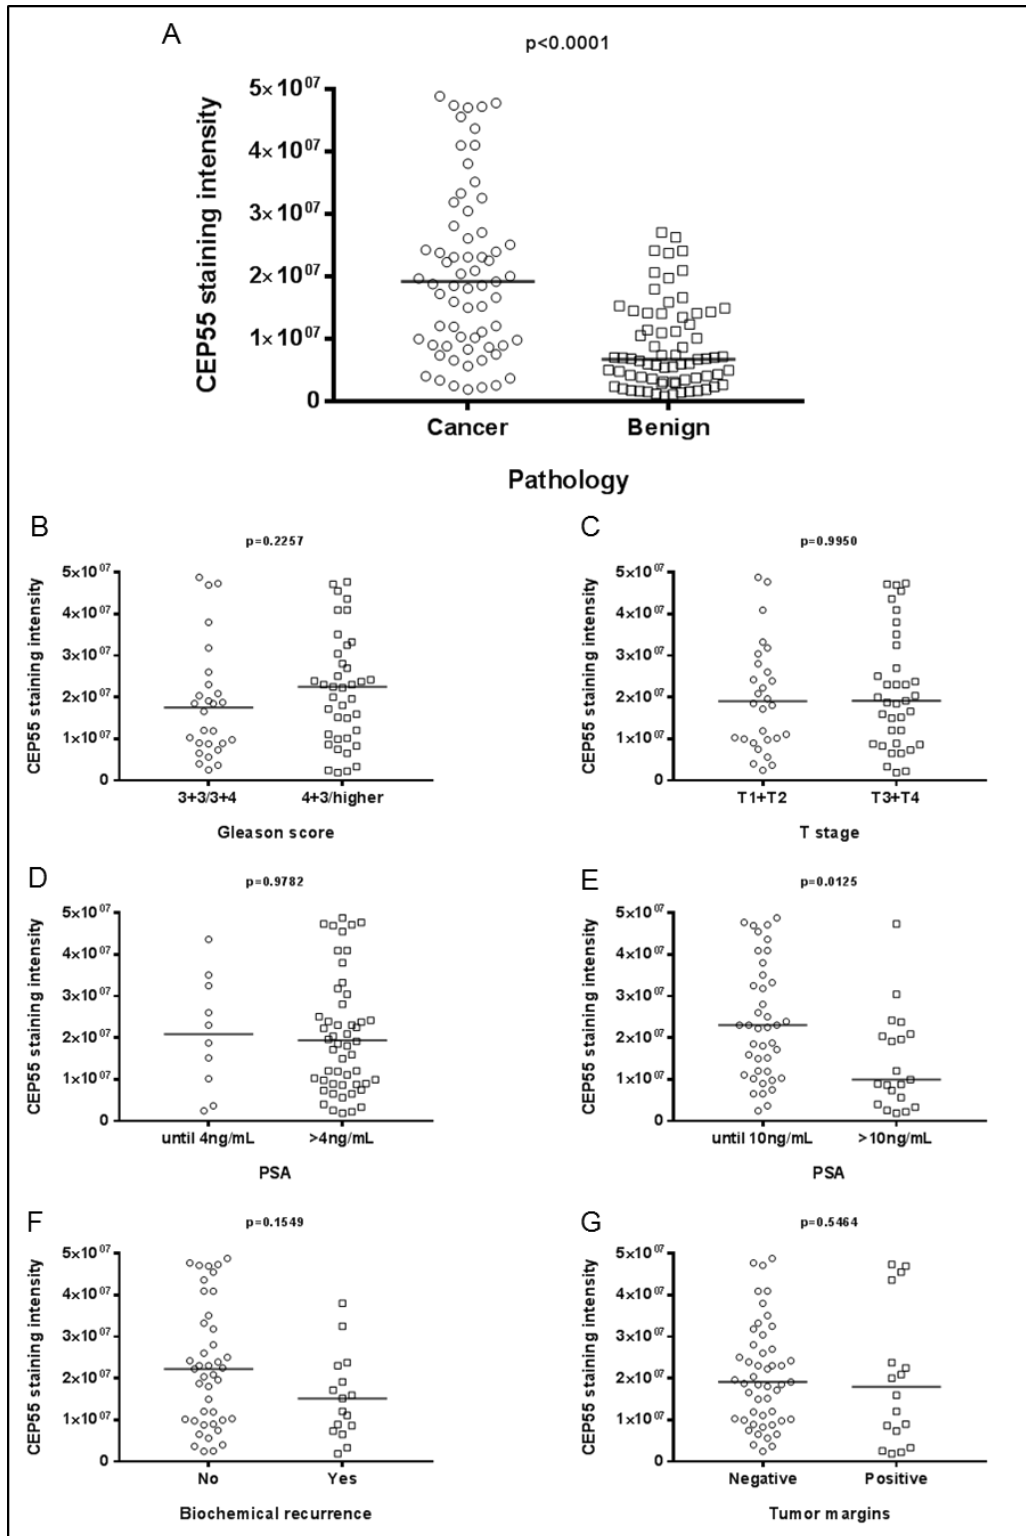 A
p<0.0001
CEP55 staining intensity
5×10^07
4×10^07
3×10^07
2×10^07
1×10^07
0
Cancer Benign
Pathology
B
p=0.2257
CEP55 staining intensity
5×10^07
4×10^07
3×10^07
2×10^07
1×10^07
0
3+3/3+4 4+3/higher
Gleason score
C
p=0.9950
CEP55 staining intensity
5×10^07
4×10^07
3×10^07
2×10^07
1×10^07
0
T1+T2 T3+T4
T stage
D
p=0.9782
CEP55 staining intensity
5×10^07
4×10^07
3×10^07
2×10^07
1×10^07
0
until 4ng/mL >4ng/mL
PSA
E
p=0.0125
CEP55 staining intensity
5×10^07
4×10^07
3×10^07
2×10^07
1×10^07
0
until 10ng/mL >10ng/mL
PSA
F
p=0.1549
CEP55 staining intensity
5×10^07
4×10^07
3×10^07
2×10^07
1×10^07
0
No Yes
Biochemical recurrence
G
p=0.5464
CEP55 staining intensity
5×10^07
4×10^07
3×10^07
2×10^07
1×10^07
0
Negative Positive
Tumor margins